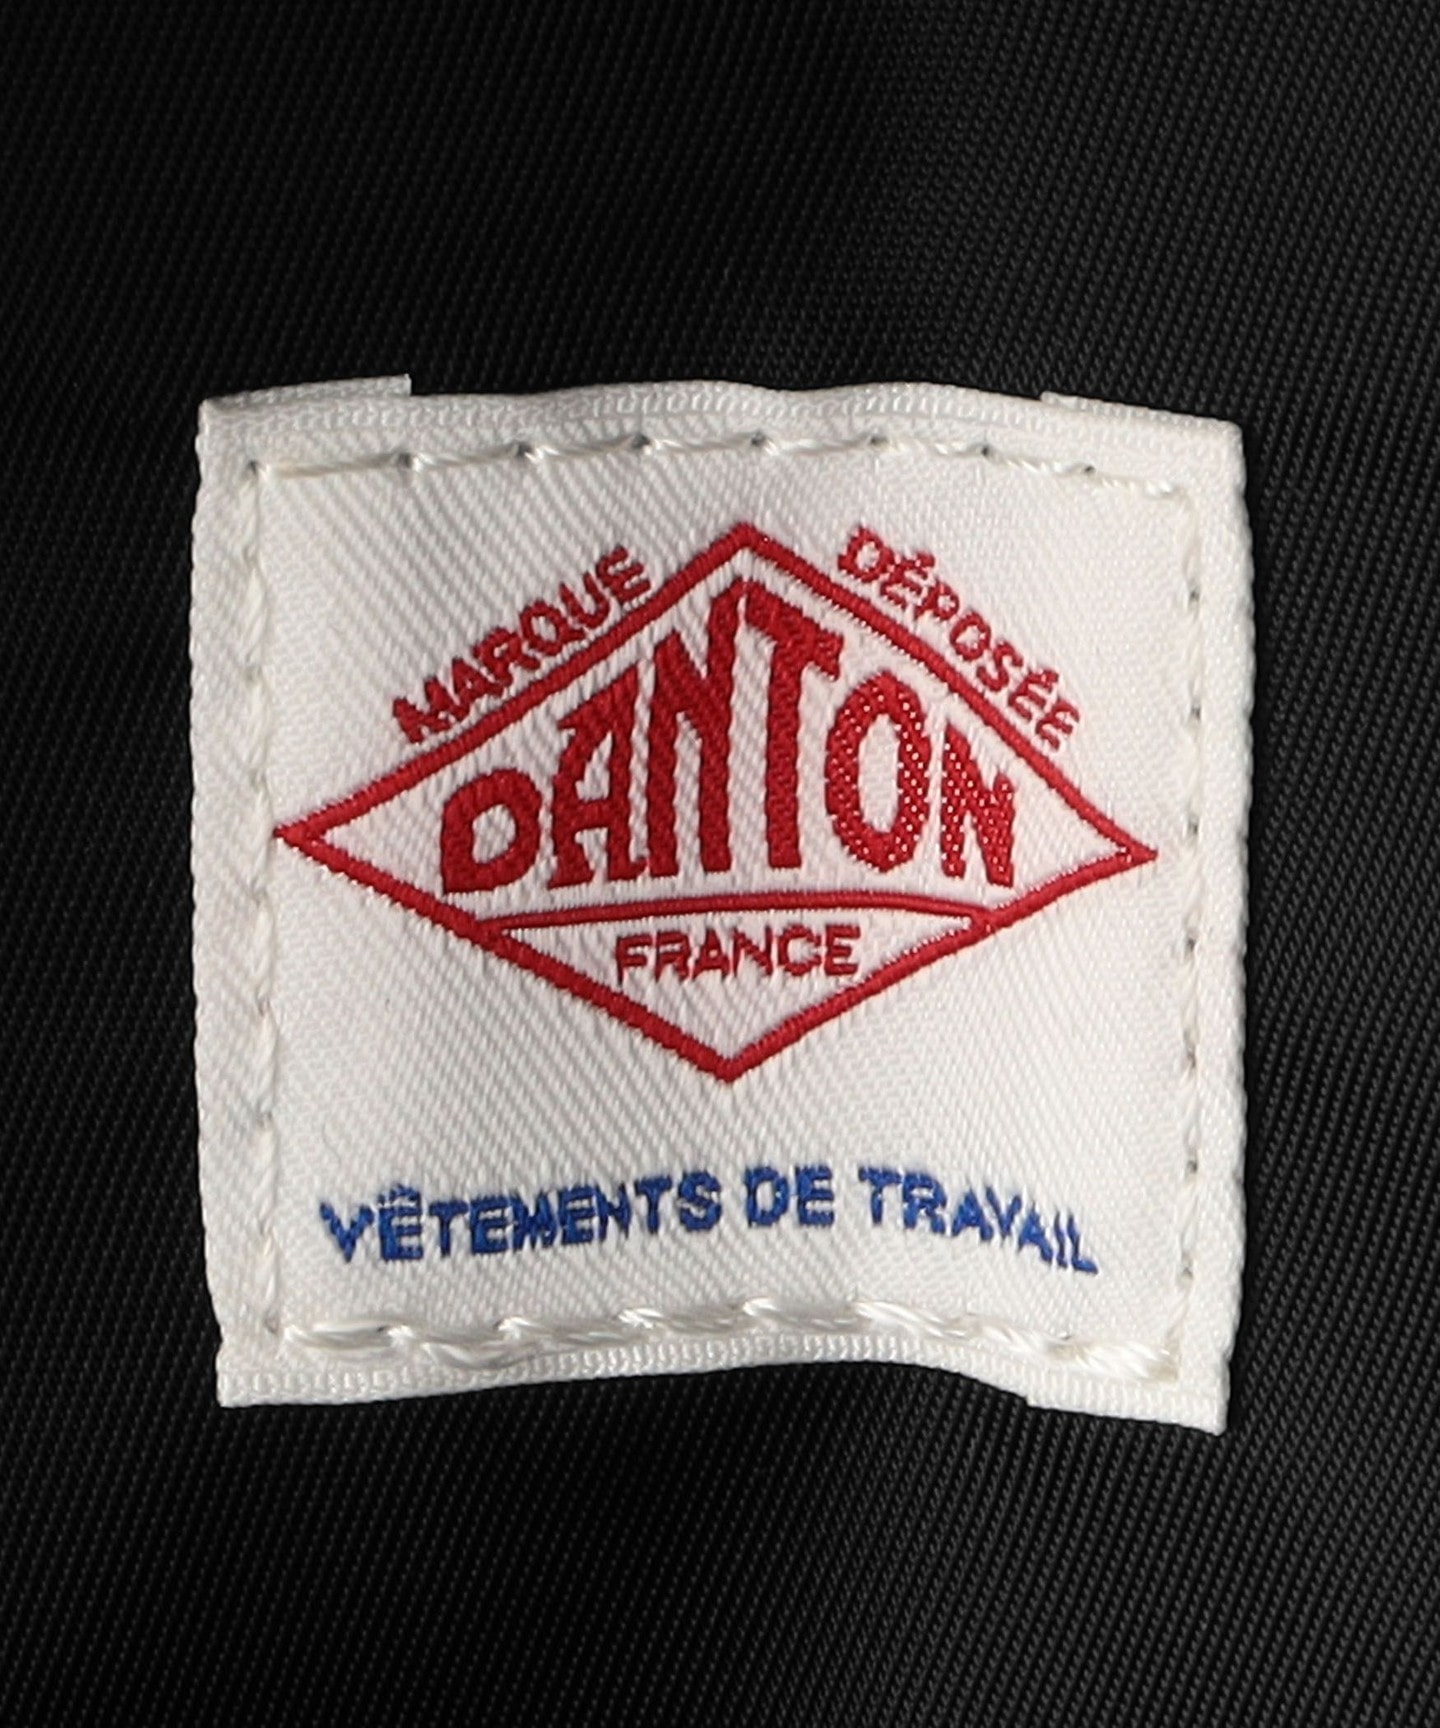 MARQUE DÉPOSÉE
DANTON
FRANCE
VÊTEMENTS DE TRAVAIL